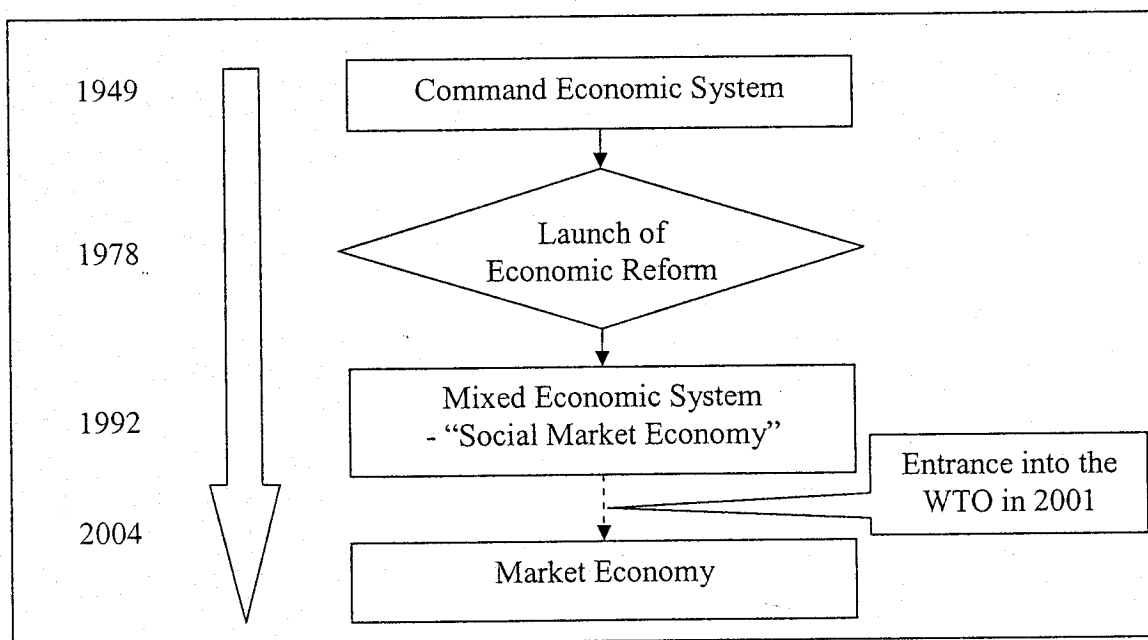 1949
Command Economic System
1978
Launch of
Economic Reform
1992
Mixed Economic System
- “Social Market Economy”
Entrance into the
WTO in 2001
2004
Market Economy